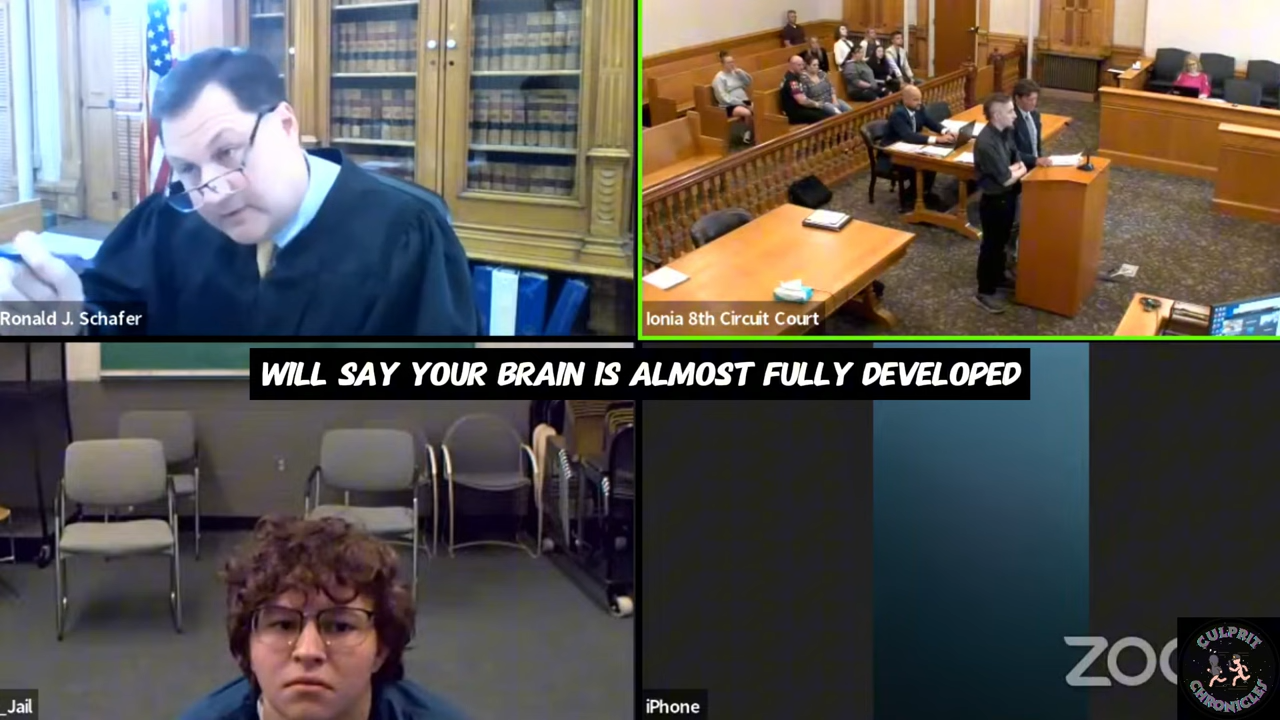 Ronald J. Schafer
Ionia 8th Circuit Court
WILL SAY YOUR BRAIN IS ALMOST FULLY DEVELOPED
_Jail
iPhone
ZOO
CULPRIT
CHRONICLES